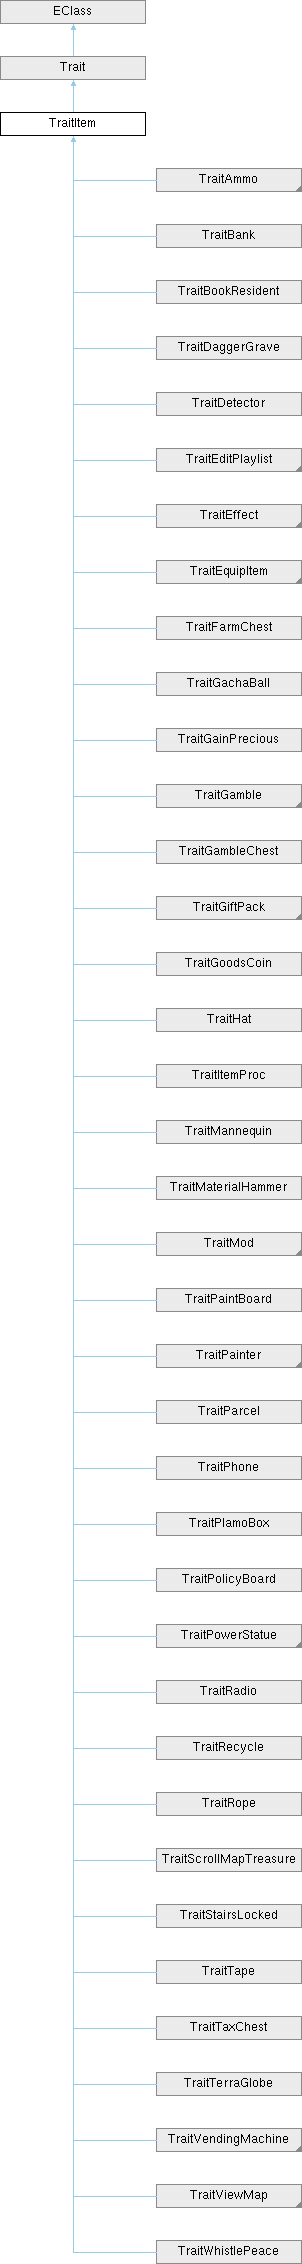 EClass
Trait
TraitItem
TraitAmmo
TraitBank
TraitBookResident
TraitDaggerGrave
TraitDetector
TraitEditPlaylist
TraitEffect
TraitEquipItem
TraitFarmChest
TraitGachaBall
TraitGainPrecious
TraitGamble
TraitGambleChest
TraitGiftPack
TraitGoodsCoin
TraitHat
TraitItemProc
TraitMannequin
TraitMaterialHammer
TraitMod
TraitPaintBoard
TraitPainter
TraitParcel
TraitPhone
TraitPlamoBox
TraitPolicyBoard
TraitPowerStatue
TraitRadio
TraitRecycle
TraitRope
TraitScrollMapTreasure
TraitStairsLocked
TraitTape
TraitTaxChest
TraitTerraGlobe
TraitVendingMachine
TraitViewMap
TraitWhistlePeace